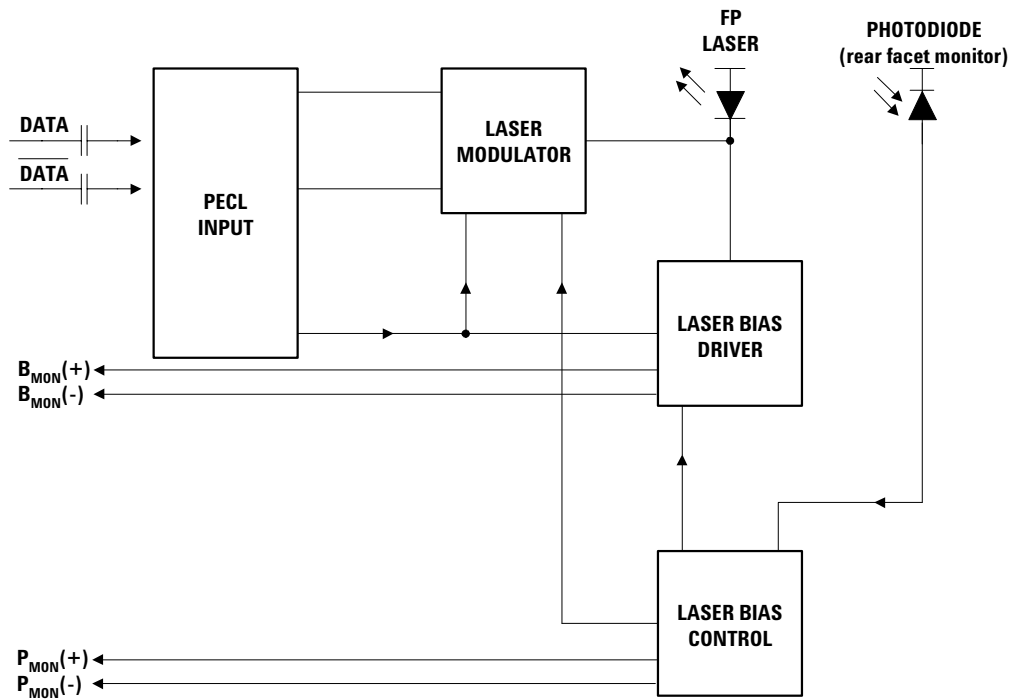 FP
LASER
PHOTODIODE
(rear facet monitor)
DATA
DATA
PECL
INPUT
LASER
MODULATOR
LASER BIAS
DRIVER
BMON(+)
BMON(-)
LASER BIAS
CONTROL
PMON(+)
PMON(-)